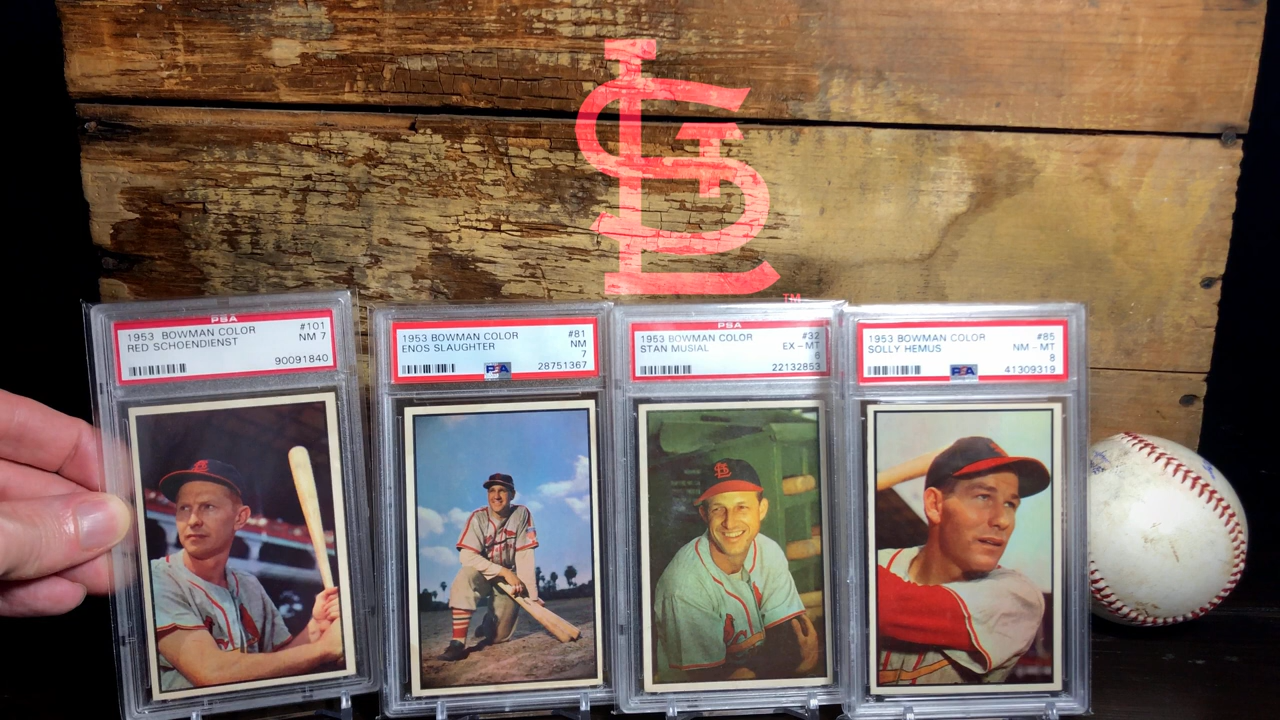 STL
TM
PSA
1953 BOWMAN COLOR #101
RED SCHOENDIENST NM 7
90091840
1953 BOWMAN COLOR #81
ENOS SLAUGHTER NM
7
PSA 28751367
PSA
1953 BOWMAN COLOR #32
STAN MUSIAL EX - MT
6
22132853
1953 BOWMAN COLOR #85
SOLLY HEMUS NM - MT
8
PSA 41309319